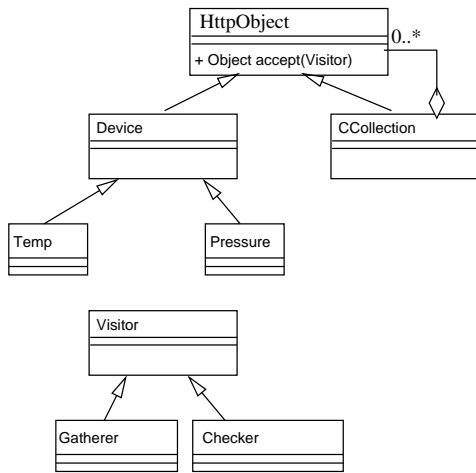 HttpObject
0..*
+ Object accept(Visitor)
Device
CCollection
Temp
Pressure
Visitor
Gatherer
Checker